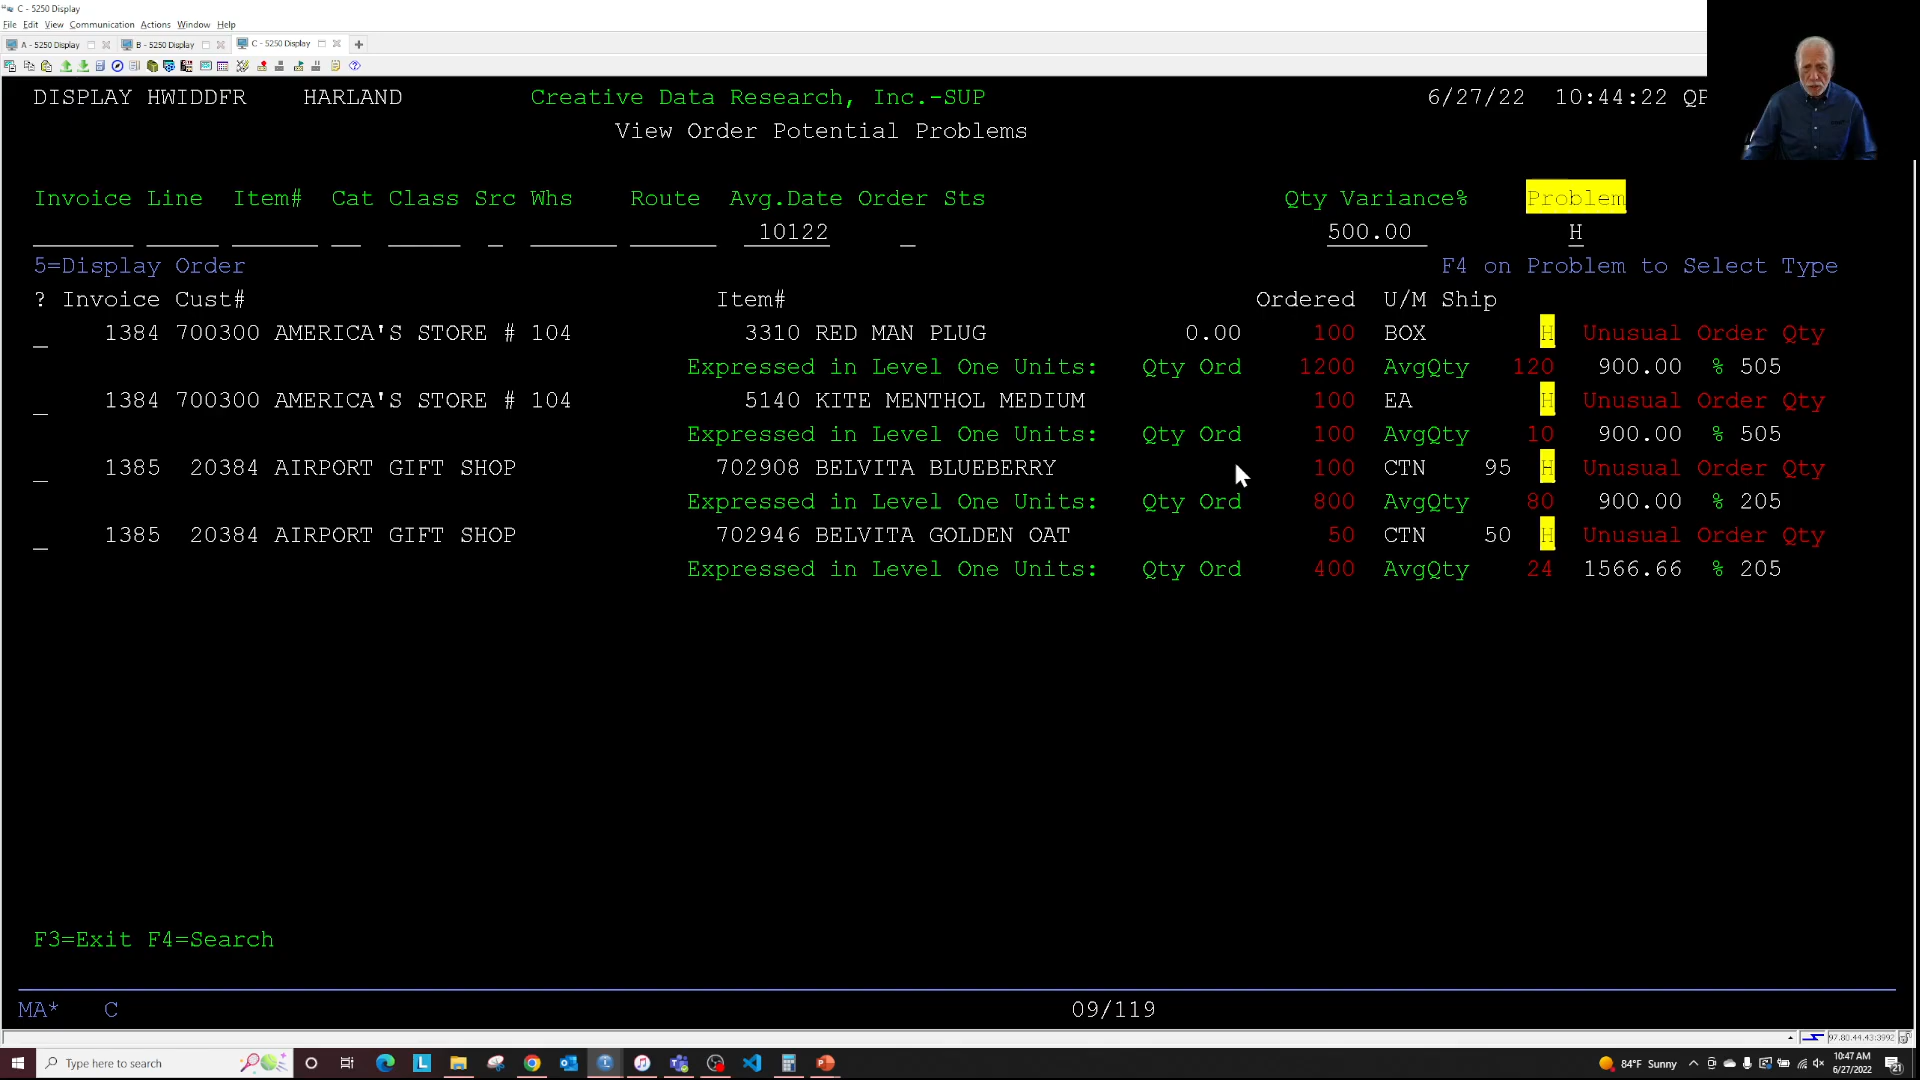 C - 5250 Display
File Edit View Communication Actions Window Help
A - 5250 Display B - 5250 Display C - 5250 Display
DISPLAY HWIDDFR HARLAND Creative Data Research, Inc.-SUP 6/27/22 10:44:22
View Order Potential Problems
Invoice Line Item# Cat Class Src Whs Route Avg.Date Order Sts Qty Variance% Problem
10122 _ 500.00 H
5=Display Order F4 on Problem to Select Type
? Invoice Cust# Item# Ordered U/M Ship
_ 1384 700300 AMERICA'S STORE # 104 3310 RED MAN PLUG 0.00 100 BOX H Unusual Order Qty
Expressed in Level One Units: Qty Ord 1200 AvgQty 120 900.00 % 505
_ 1384 700300 AMERICA'S STORE # 104 5140 KITE MENTHOL MEDIUM 100 EA H Unusual Order Qty
Expressed in Level One Units: Qty Ord 100 AvgQty 10 900.00 % 505
_ 1385 20384 AIRPORT GIFT SHOP 702908 BELVITA BLUEBERRY 100 CTN 95 H Unusual Order Qty
Expressed in Level One Units: Qty Ord 800 AvgQty 80 900.00 % 205
_ 1385 20384 AIRPORT GIFT SHOP 702946 BELVITA GOLDEN OAT 50 CTN 50 H Unusual Order Qty
Expressed in Level One Units: Qty Ord 400 AvgQty 24 1566.66 % 205
F3=Exit F4=Search
MA* C 09/119
97.80.44.43:3992
Type here to search 84°F Sunny 10:47 AM
6/27/2022 21